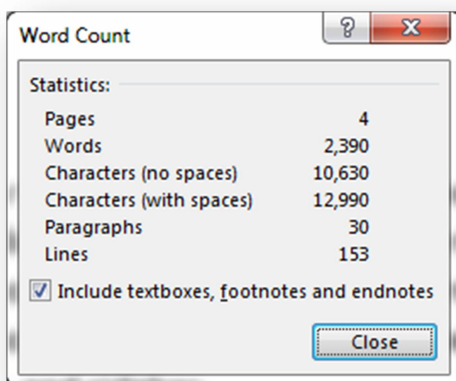 Word Count
? X
Statistics:
Pages 4
Words 2,390
Characters (no spaces) 10,630
Characters (with spaces) 12,990
Paragraphs 30
Lines 153
Include textboxes, footnotes and endnotes
Close